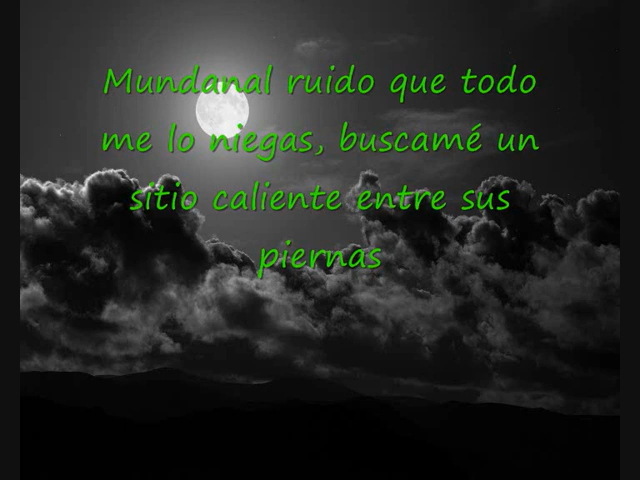 Mundanal ruido que todo
me lo niegas, buscamé un
sitio caliente entre sus
piernas